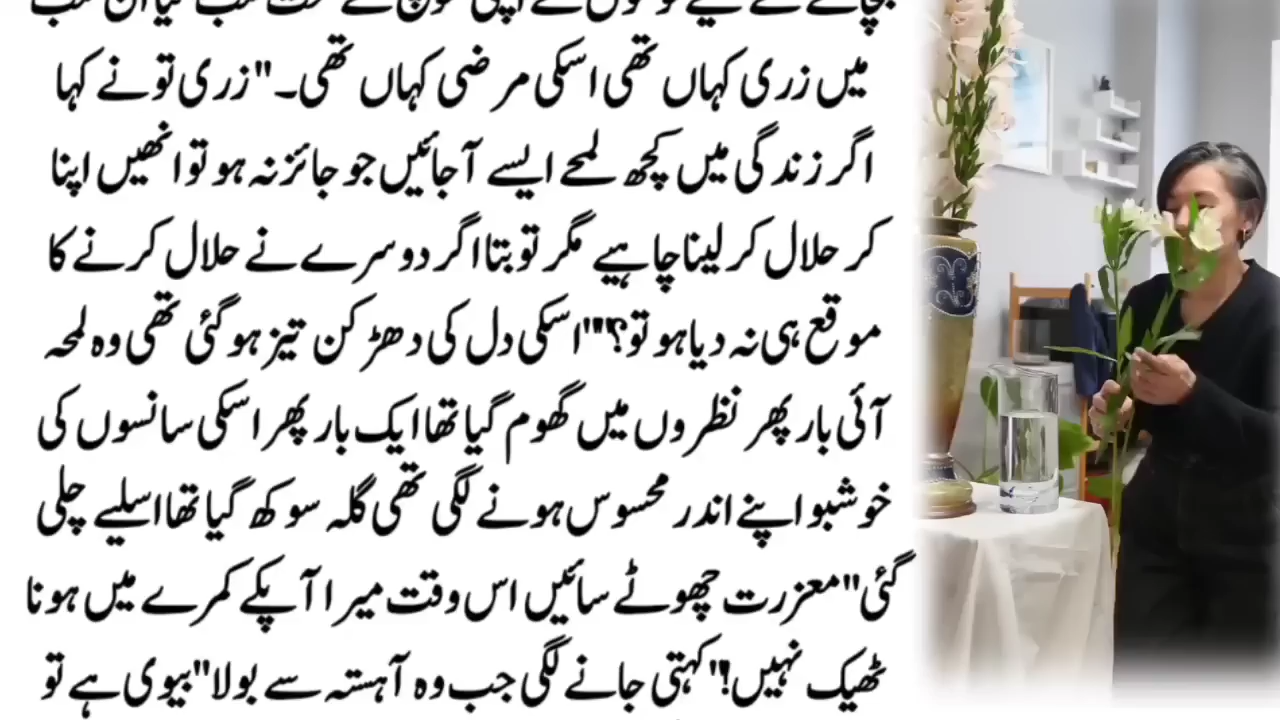 میں زری کہاں تھی اسکی مرضی کہاں تھی۔"زری تو نے کہا
اگر زندگی میں کچھ لمحے ایسے آجائیں جو جائز نہ ہو تو انھیں اپنا
کر حلال کر لینا چاہیے مگر تو بتا اگر دوسرے نے حلال کرنے کا
موقع ہی نہ دیا ہو تو؟""اسکی دل کی دھڑکن تیز ہو گئی تھی وہ لمحہ
آئی بار پھر نظروں میں گھوم گیا تھا ایک بار پھر اسکی سانسوں کی
خوشبو اپنے اندر محسوس ہونے لگی تھی گلہ سوکھ گیا تھا اسلیے چلی
گئی"معزرت چھوٹے سائیں اس وقت میرا آپکے کمرے میں ہونا
ٹھیک نہیں!"کہتی جانے لگی جب وہ آہستہ سے بولا"بیوی ہے تو